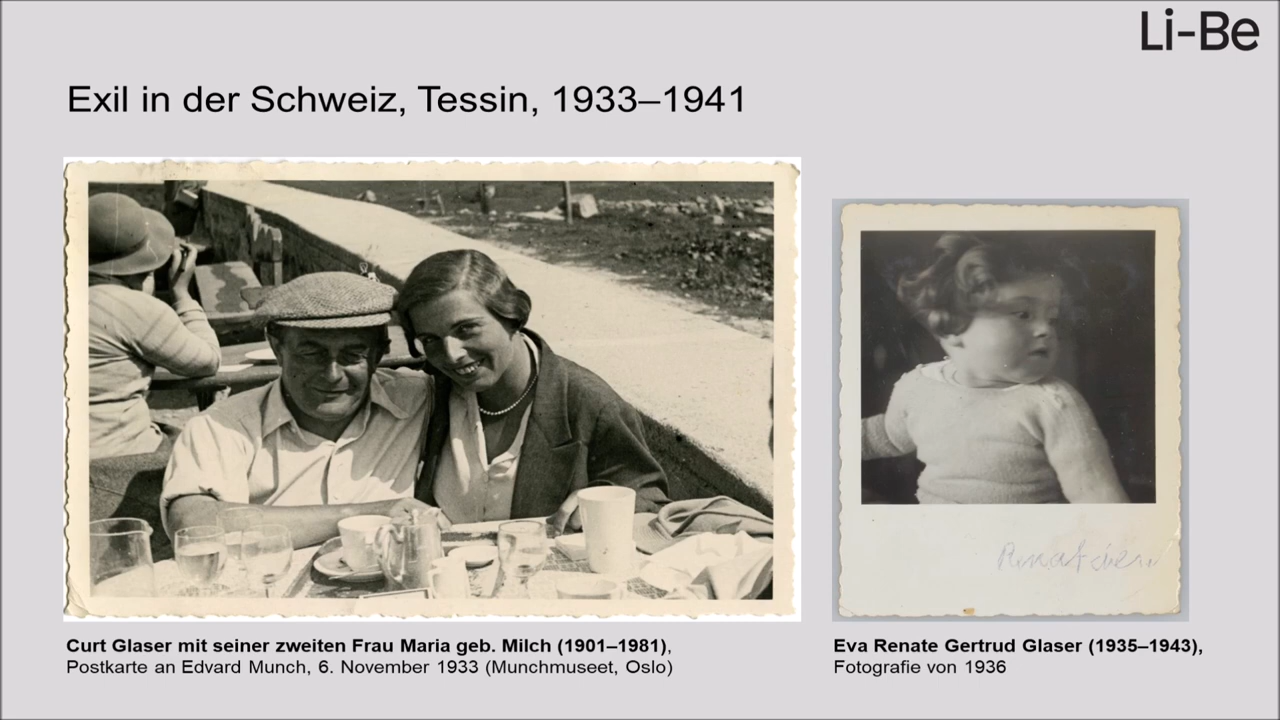 Li-Be
Exil in der Schweiz, Tessin, 1933–1941
Curt Glaser mit seiner zweiten Frau Maria geb. Milch (1901–1981),
Postkarte an Edvard Munch, 6. November 1933 (Munchmuseet, Oslo)
Eva Renate Gertrud Glaser (1935–1943),
Fotografie von 1936